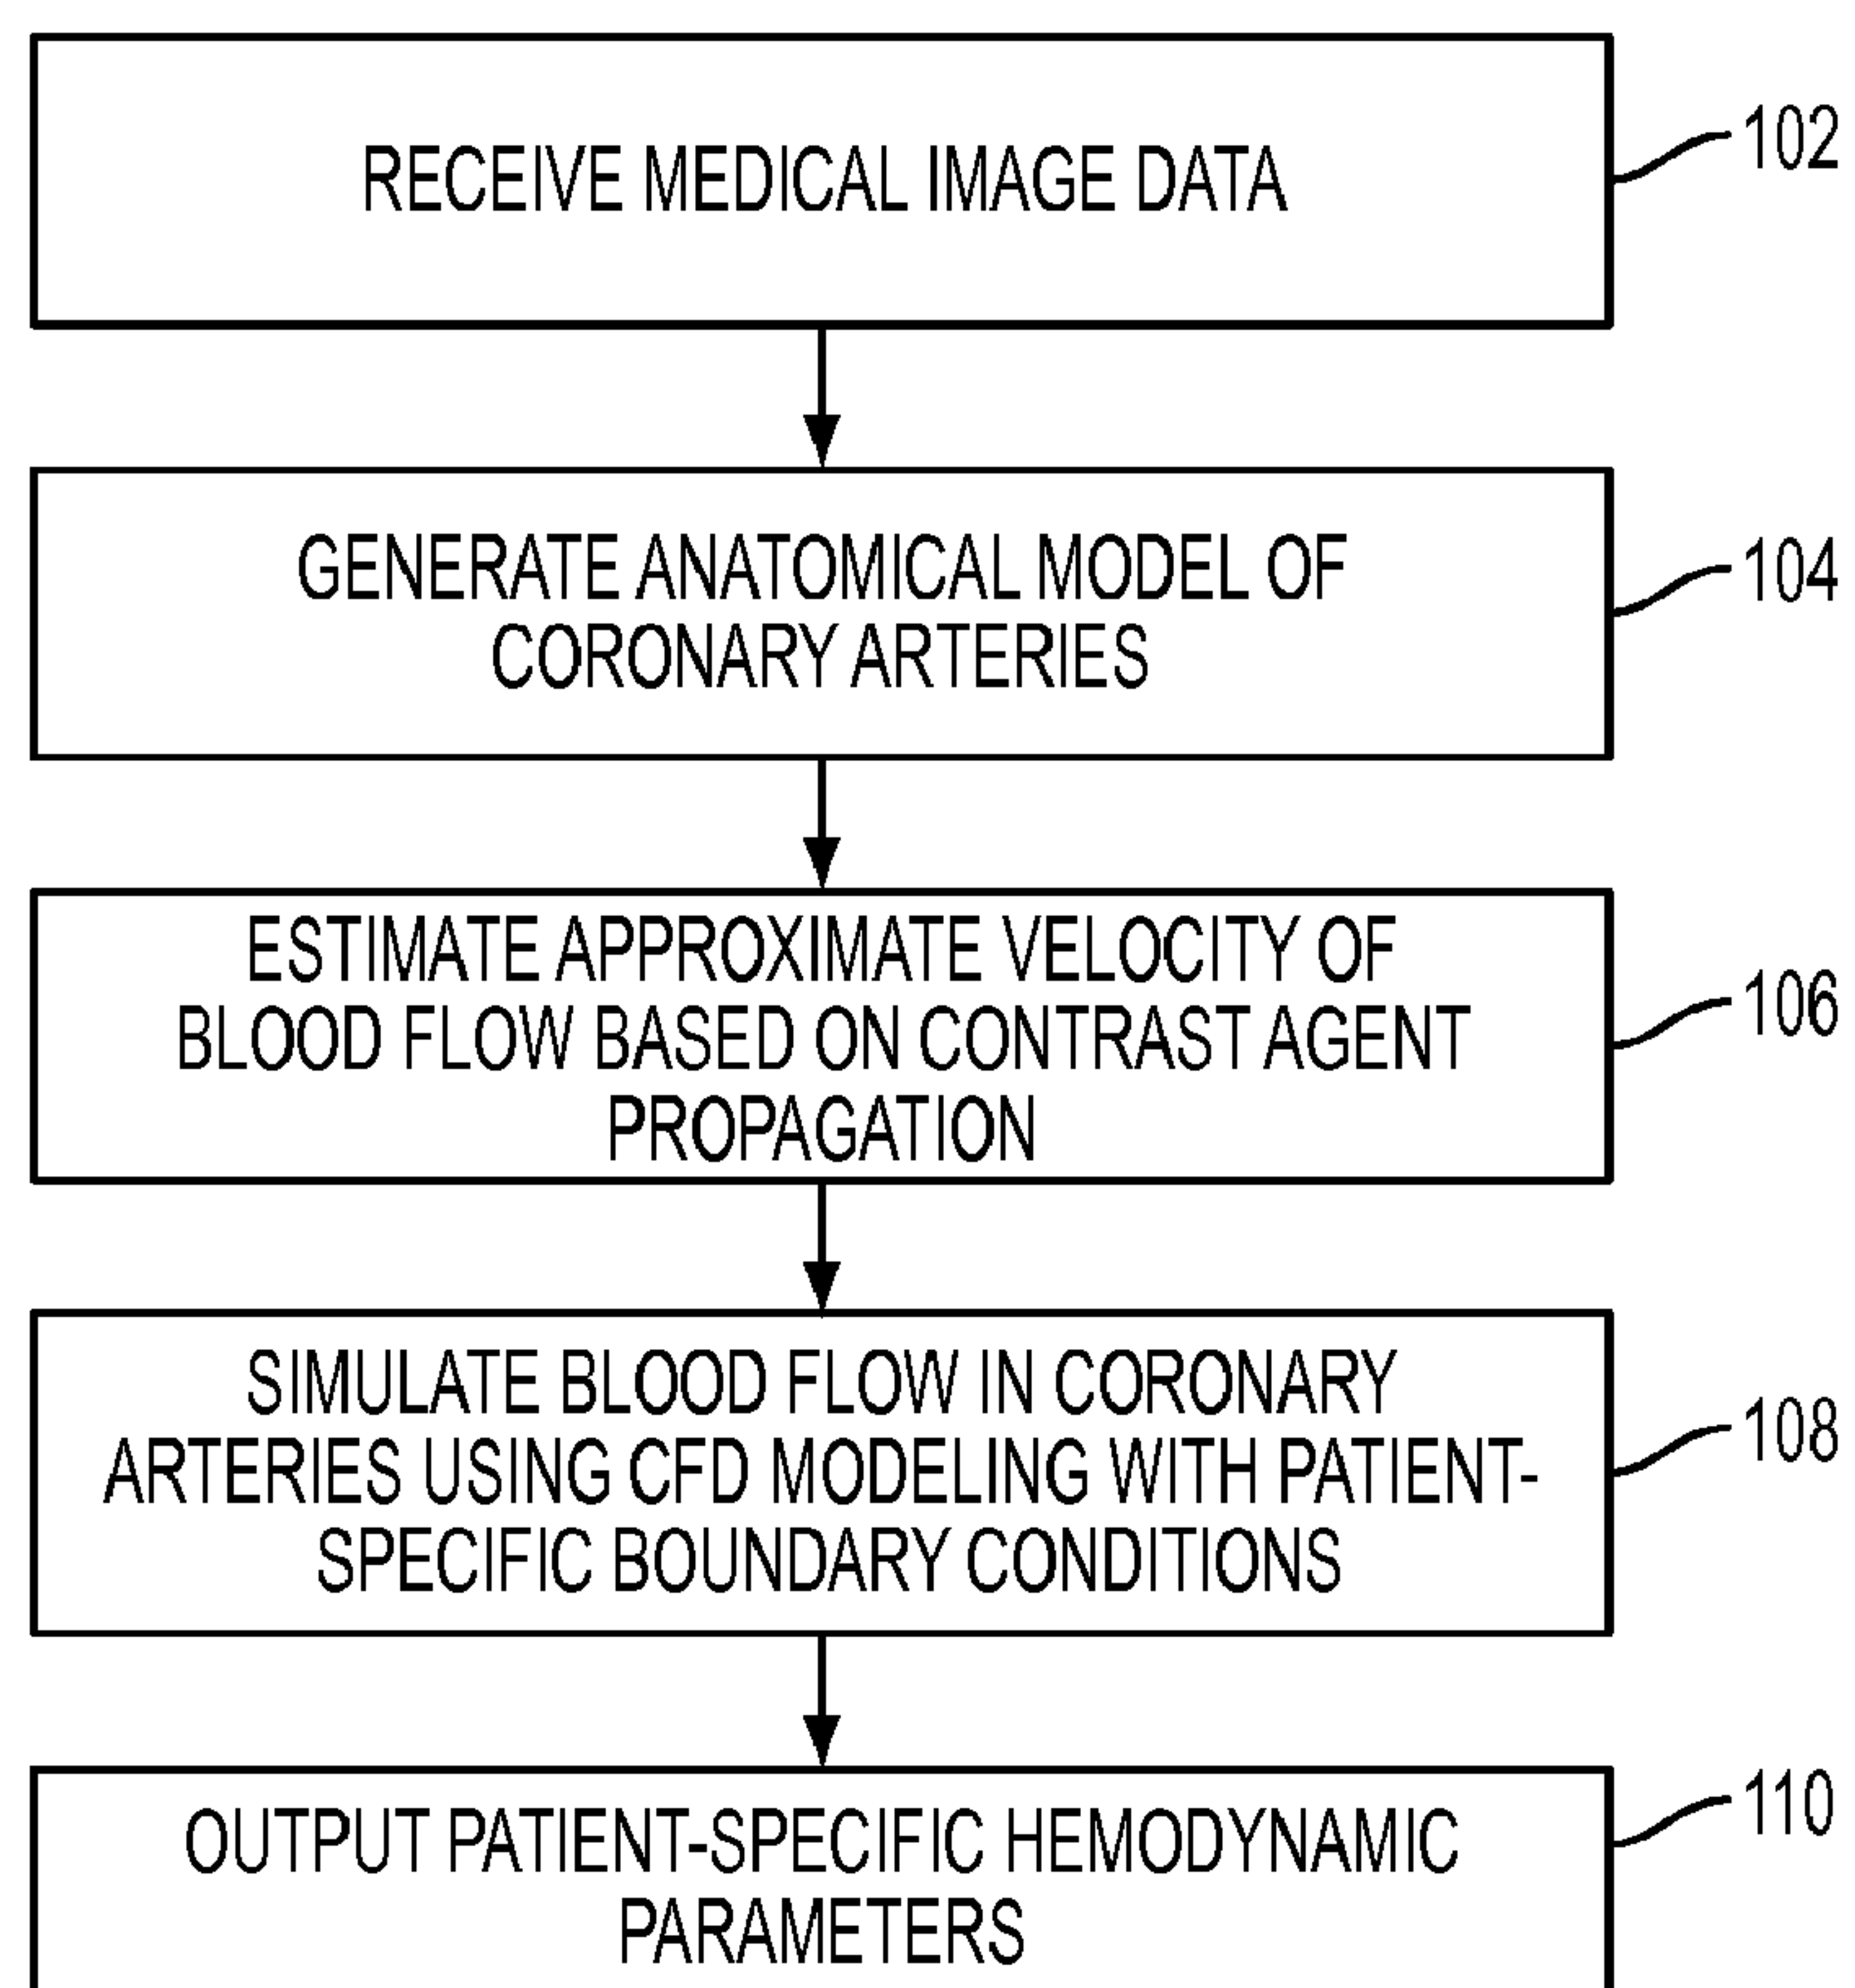 RECEIVE MEDICAL IMAGE DATA
102
GENERATE ANATOMICAL MODEL OF
CORONARY ARTERIES
104
ESTIMATE APPROXIMATE VELOCITY OF
BLOOD FLOW BASED ON CONTRAST AGENT
PROPAGATION
106
SIMULATE BLOOD FLOW IN CORONARY
ARTERIES USING CFD MODELING WITH PATIENT-
SPECIFIC BOUNDARY CONDITIONS
108
OUTPUT PATIENT-SPECIFIC HEMODYNAMIC
PARAMETERS
110